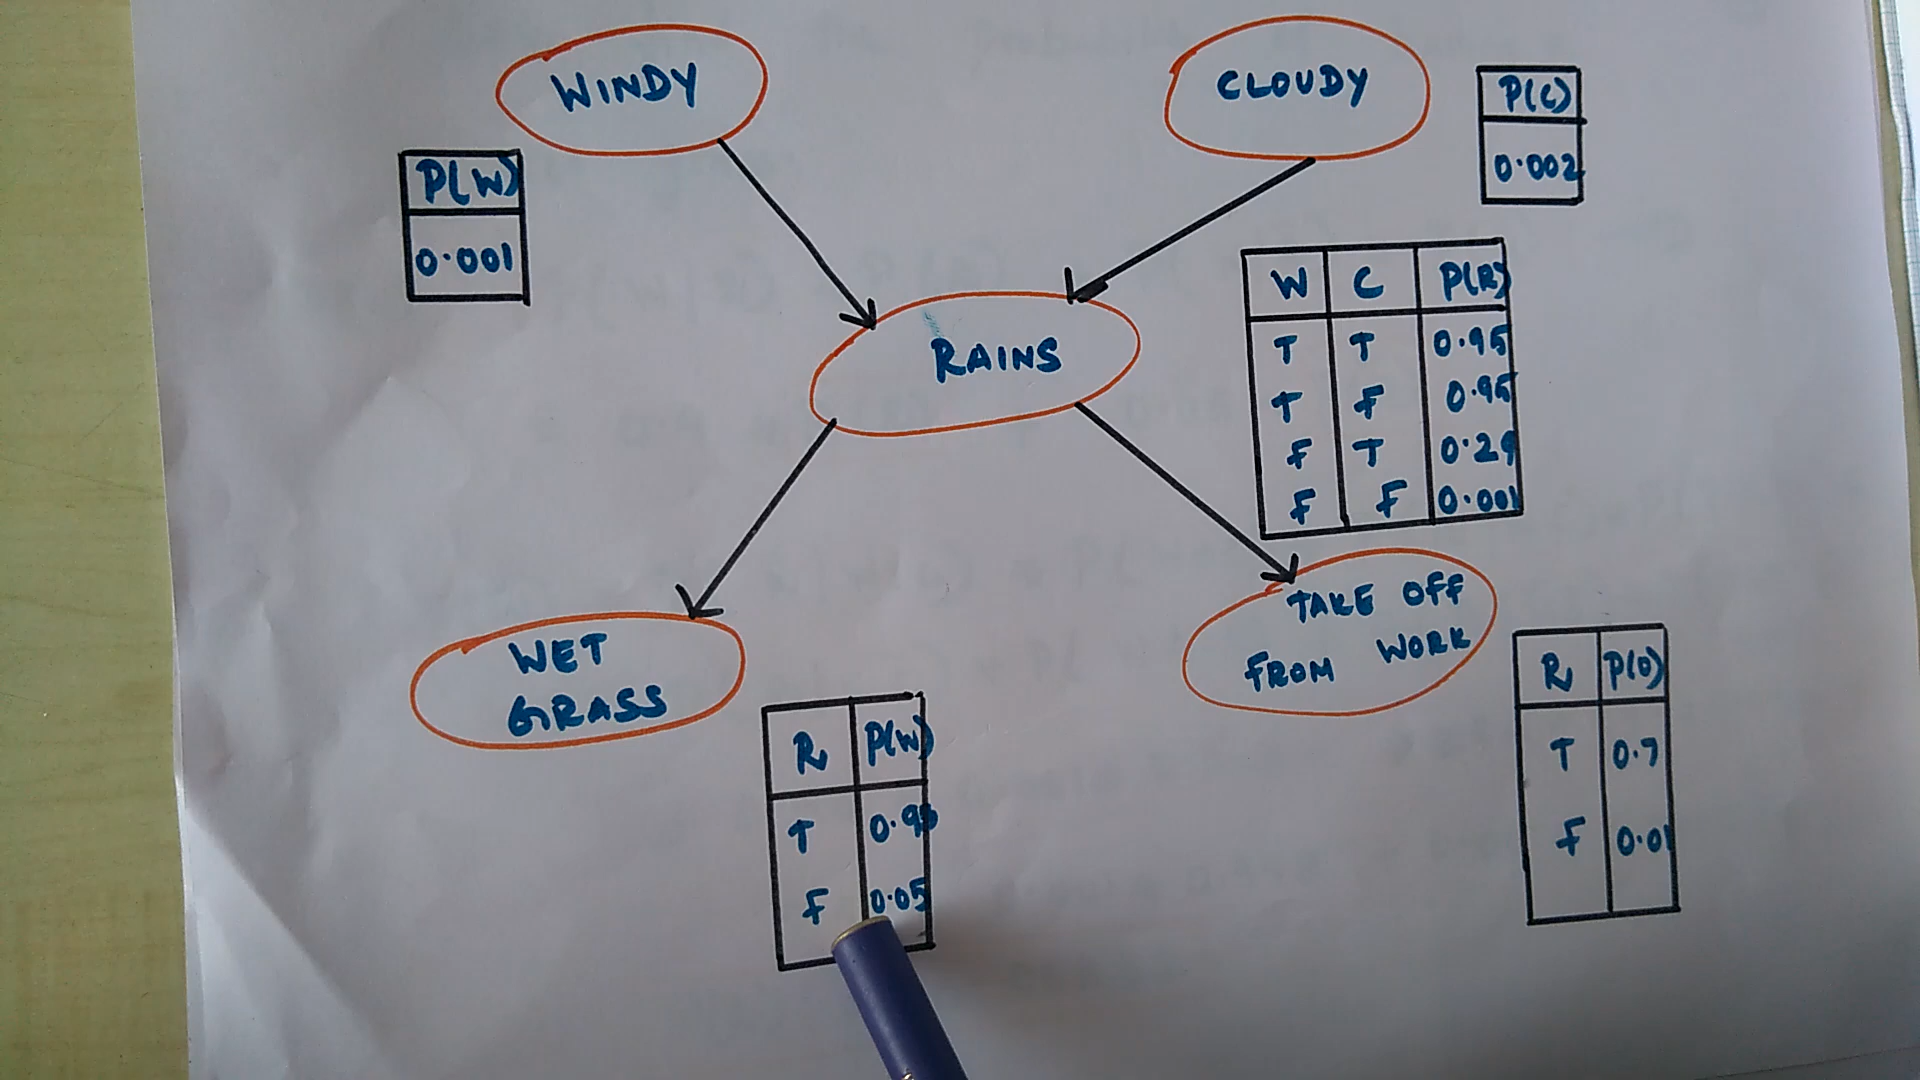 WINDY
CLOUDY
P(C)
0.002
P(W)
0.001
RAINS
W C P(R)
T T 0.95
T F 0.95
F T 0.29
F F 0.001
WET
GRASS
TAKE OFF
FROM WORK
R P(W)
T
F 0.05
R P(O)
T 0.7
F 0.01